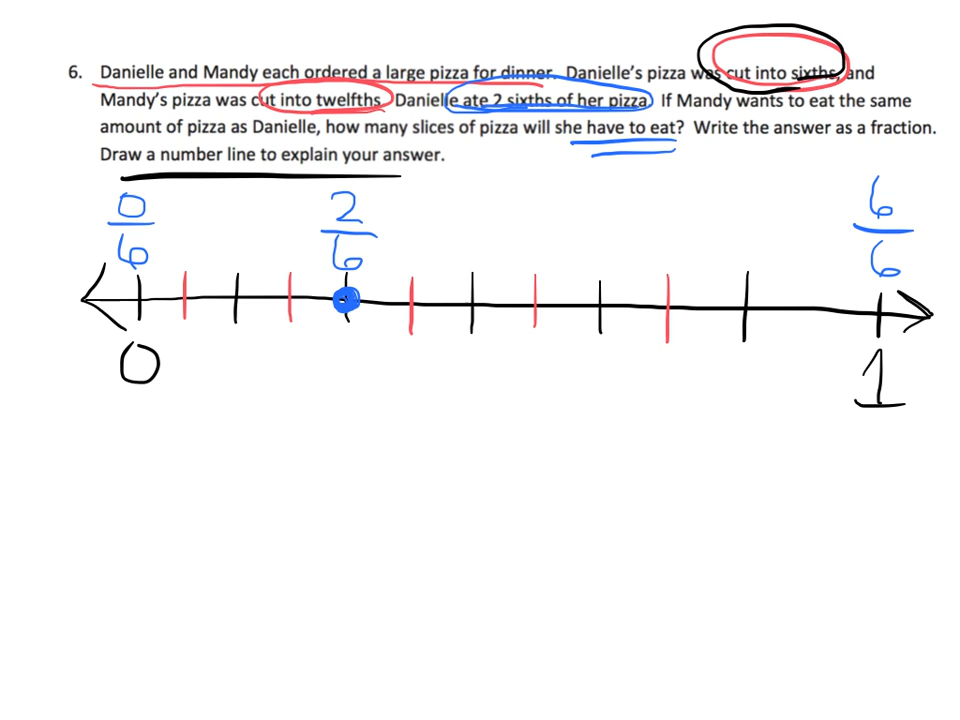 6. Danielle and Mandy each ordered a large pizza for dinner. Danielle's pizza was cut into sixths, and
Mandy's pizza was cut into twelfths. Danielle ate 2 sixths of her pizza. If Mandy wants to eat the same
amount of pizza as Danielle, how many slices of pizza will she have to eat? Write the answer as a fraction.
Draw a number line to explain your answer.
0/6 2/6 6/6
0 1